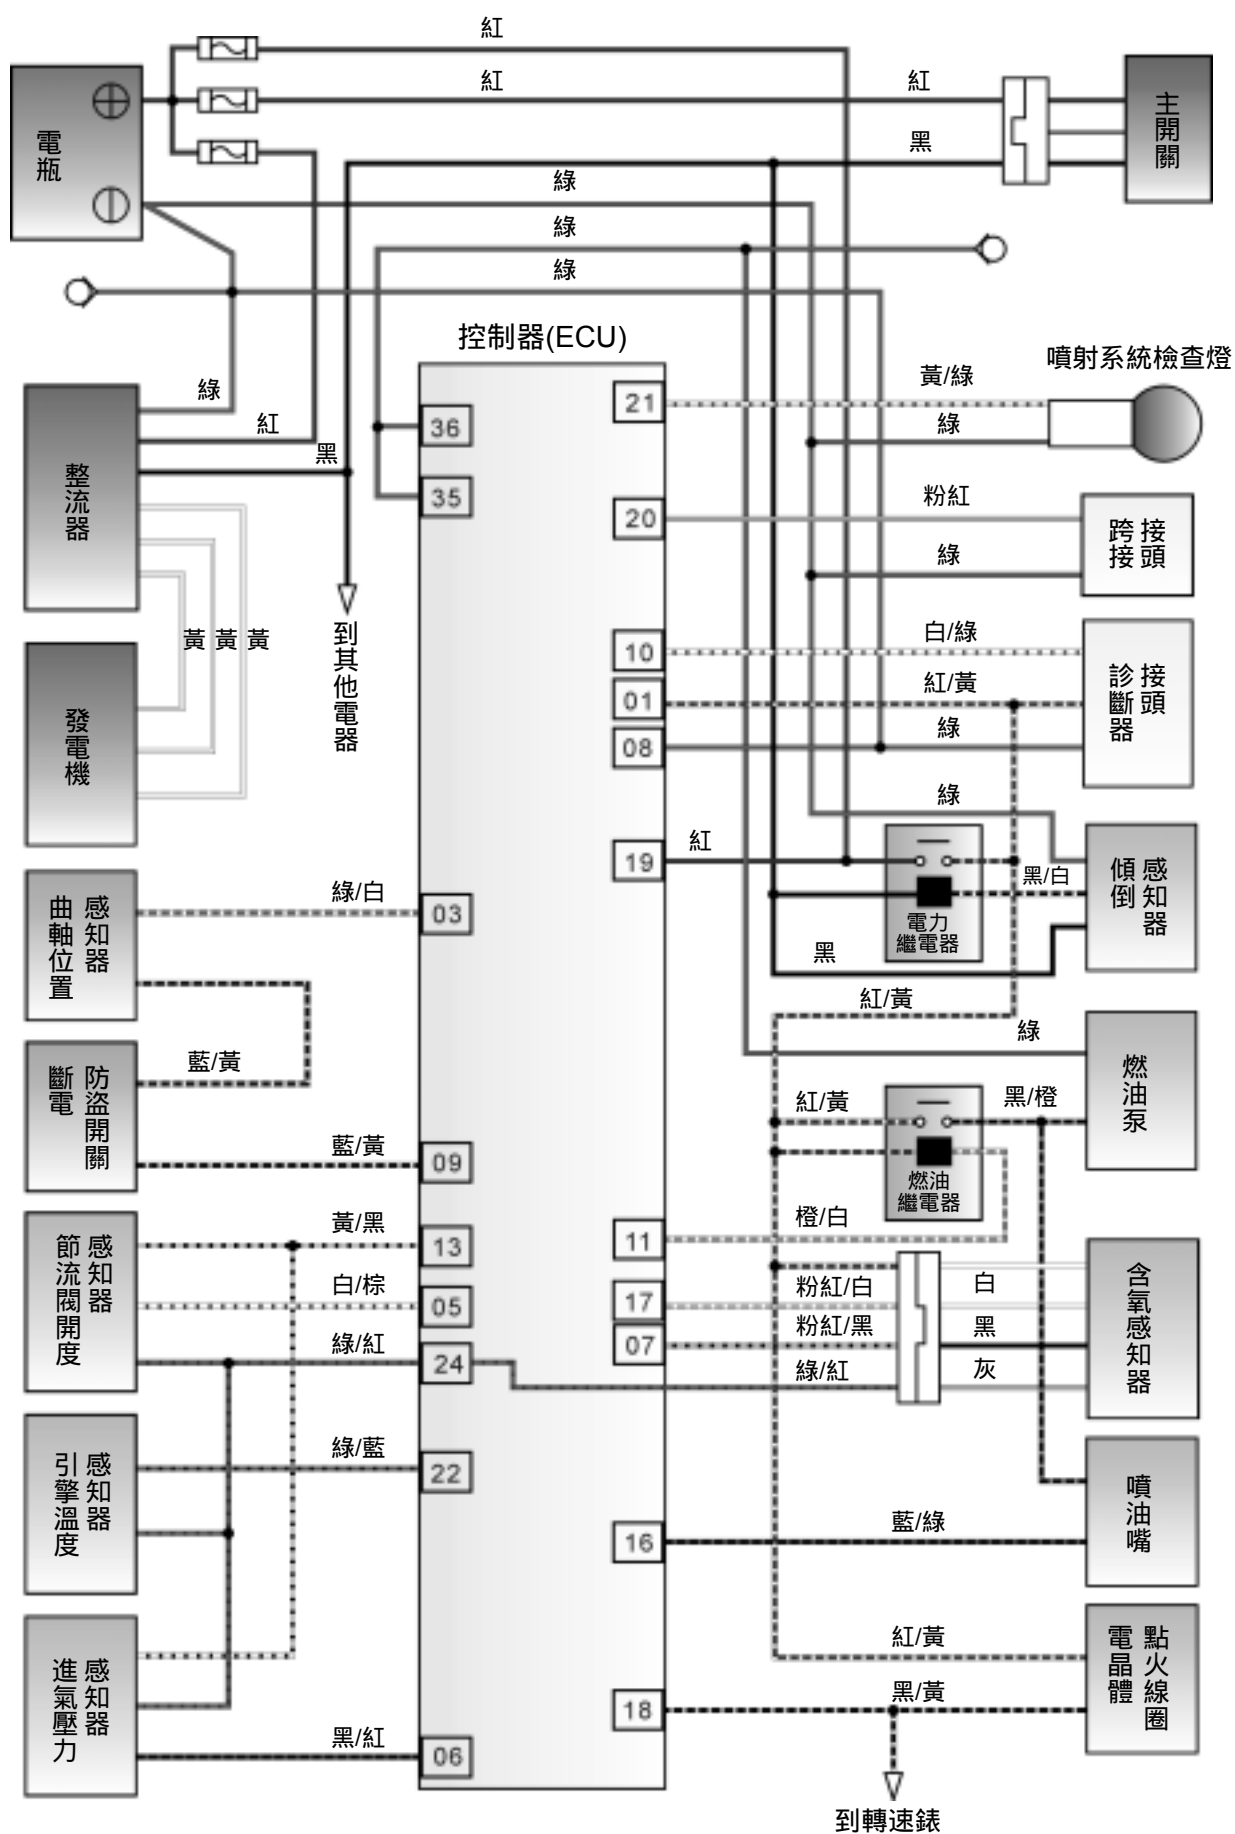 紅
紅
紅
主開關
電瓶
黑
綠
綠
綠
控制器(ECU)
噴射系統檢查燈
綠
紅
黑
整流器
黃
黃
黃
到其他電器
發電機
36
35
21
黃/綠
綠
20
粉紅
綠
跨接
接頭
10
白/綠
01
紅/黃
08
綠
診斷器
接頭
綠
19
紅
電力
繼電器
黑/白
黑
傾倒
感知器
曲軸位置
感知器
綠/白
03
藍/黃
斷電
防盜開關
藍/黃
09
紅/黃
綠
紅/黃
黑/橙
燃油泵
燃油
繼電器
橙/白
11
節流閥開度
感知器
黃/黑
13
白/棕
05
綠/紅
24
17
粉紅/白
白
07
粉紅/黑
黑
綠/紅
灰
含氧感知器
引擎溫度
感知器
綠/藍
22
噴油嘴
16
藍/綠
進氣壓力
感知器
黑/紅
06
紅/黃
18
黑/黃
電晶體
點火線圈
到轉速錶